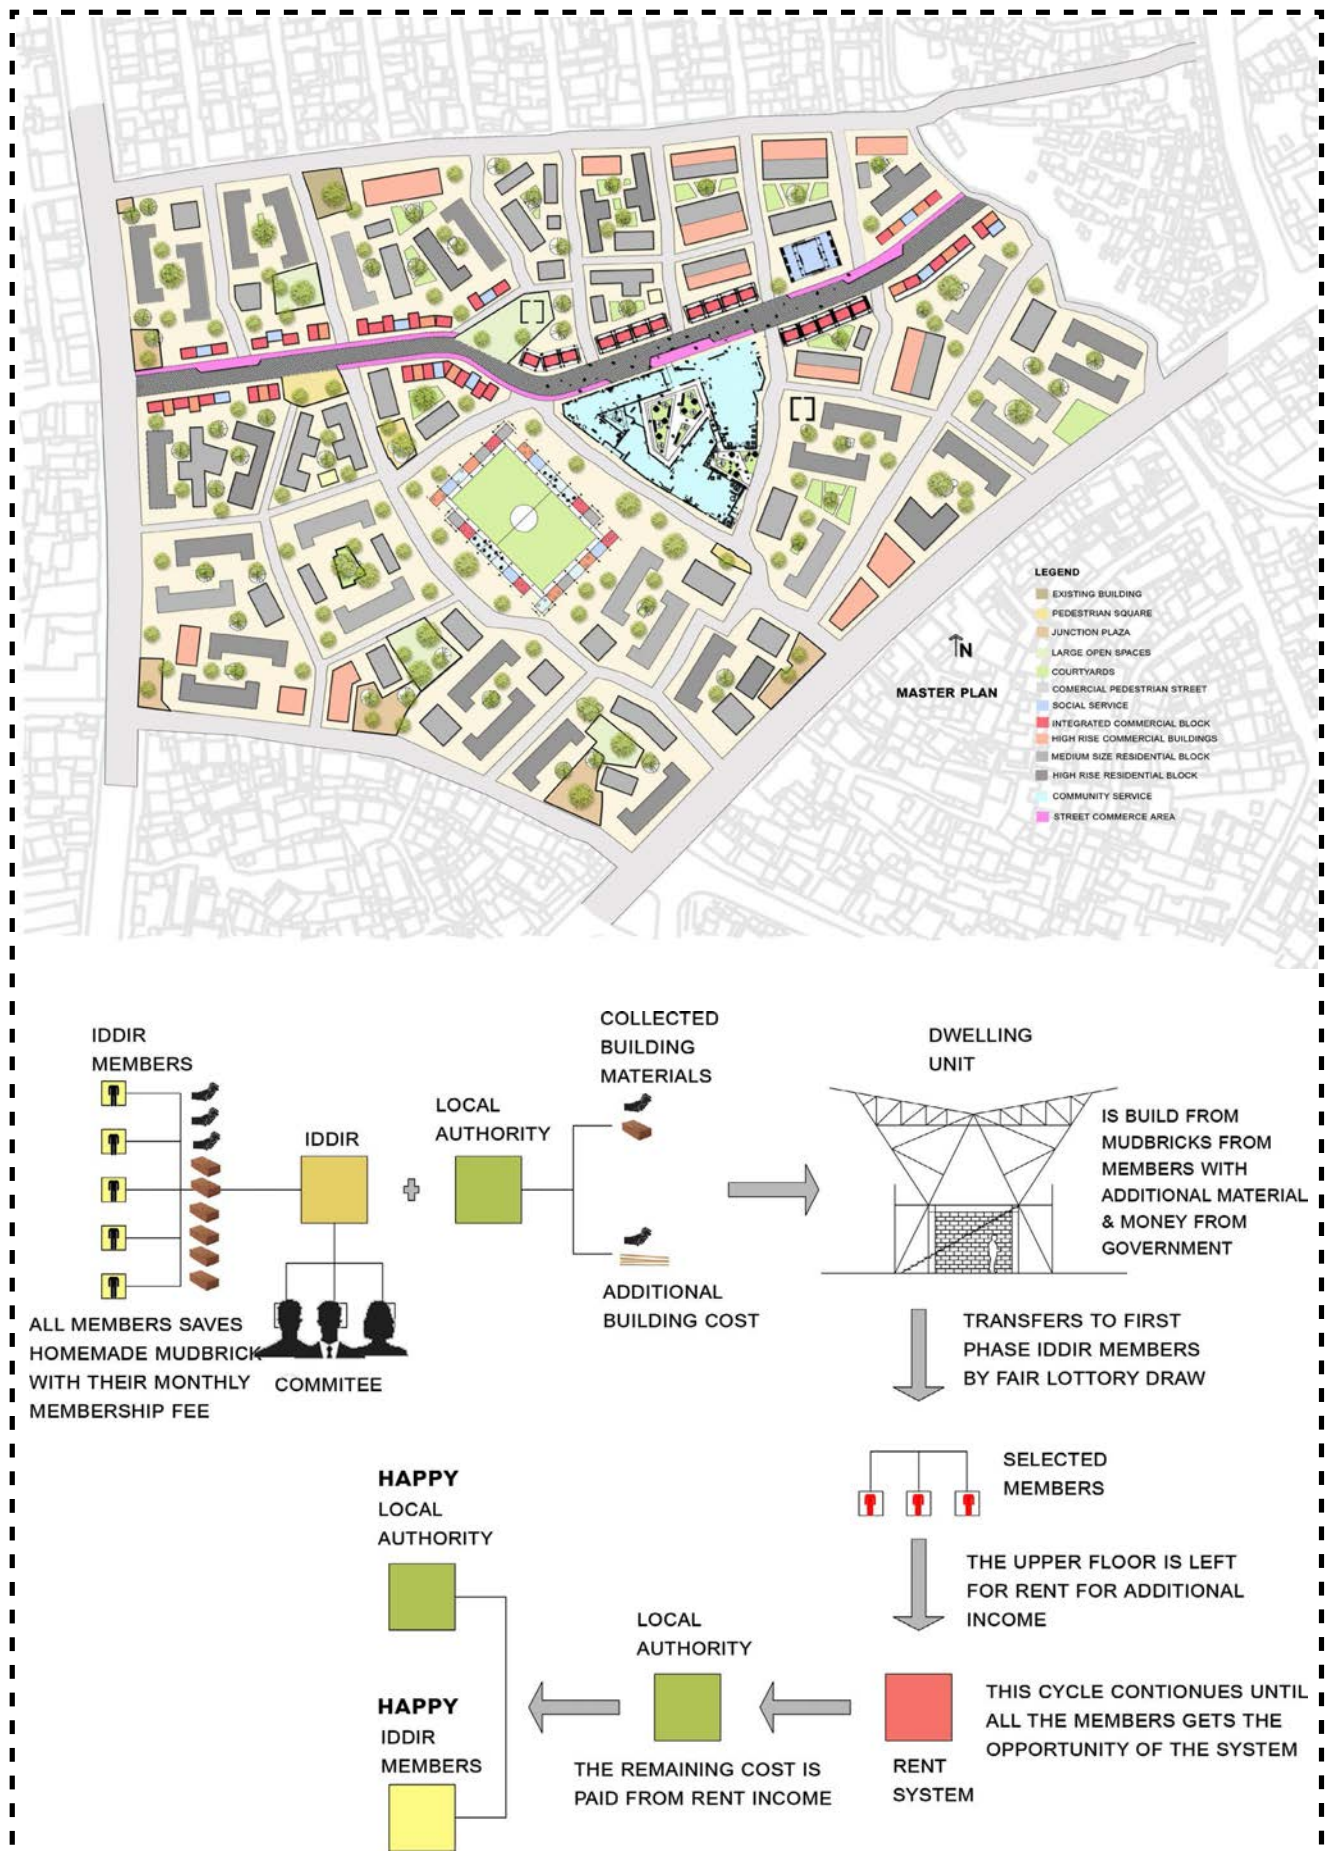 LEGEND
EXISTING BUILDING
PEDESTRIAN SQUARE
JUNCTION PLAZA
LARGE OPEN SPACES
COURTYARDS
COMERCIAL PEDESTRIAN STREET
SOCIAL SERVICE
INTEGRATED COMMERCIAL BLOCK
HIGH RISE COMMERCIAL BUILDINGS
MEDIUM SIZE RESIDENTIAL BLOCK
HIGH RISE RESIDENTIAL BLOCK
COMMUNITY SERVICE
STREET COMMERCE AREA
N
MASTER PLAN
IDDIR
MEMBERS
ALL MEMBERS SAVES
HOMEMADE MUDBRICK
WITH THEIR MONTHLY
MEMBERSHIP FEE
IDDIR
COMMITEE
LOCAL
AUTHORITY
COLLECTED
BUILDING
MATERIALS
ADDITIONAL
BUILDING COST
DWELLING
UNIT
IS BUILD FROM
MUDBRICKS FROM
MEMBERS WITH
ADDITIONAL MATERIAL
& MONEY FROM
GOVERNMENT
TRANSFERS TO FIRST
PHASE IDDIR MEMBERS
BY FAIR LOTTORY DRAW
SELECTED
MEMBERS
THE UPPER FLOOR IS LEFT
FOR RENT FOR ADDITIONAL
INCOME
THIS CYCLE CONTIONUES UNTIL
ALL THE MEMBERS GETS THE
OPPORTUNITY OF THE SYSTEM
RENT
SYSTEM
LOCAL
AUTHORITY
THE REMAINING COST IS
PAID FROM RENT INCOME
HAPPY
LOCAL
AUTHORITY
HAPPY
IDDIR
MEMBERS